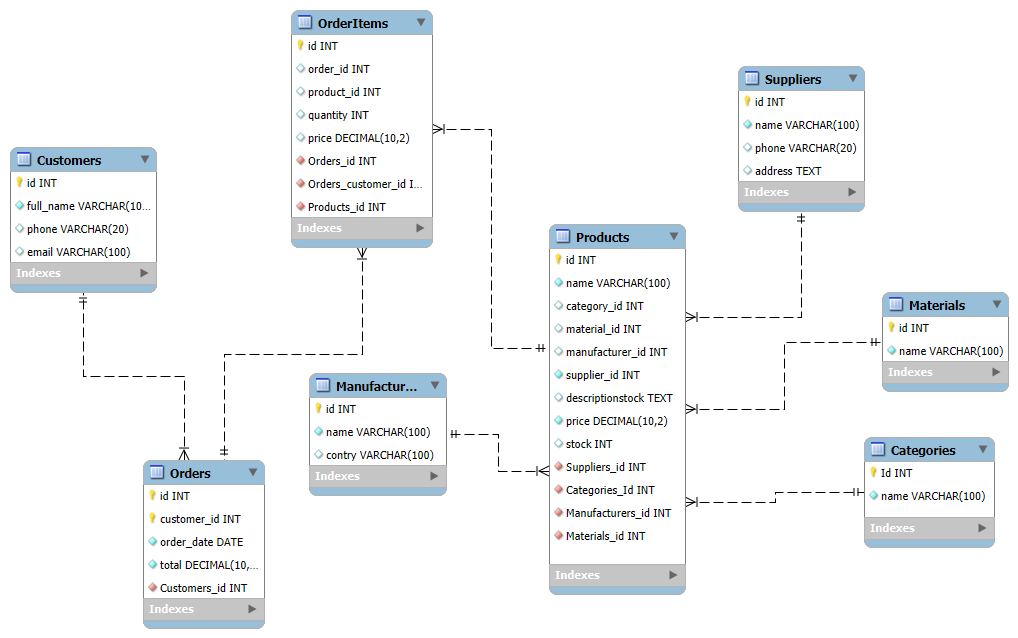 OrderItems
id INT
order_id INT
product_id INT
quantity INT
price DECIMAL(10,2)
Orders_id INT
Orders_customer_id I...
Products_id INT
Indexes
Suppliers
id INT
name VARCHAR(100)
phone VARCHAR(20)
address TEXT
Indexes
Customers
id INT
full_name VARCHAR(10...
phone VARCHAR(20)
email VARCHAR(100)
Indexes
Products
id INT
name VARCHAR(100)
category_id INT
material_id INT
manufacturer_id INT
supplier_id INT
descriptionstock TEXT
price DECIMAL(10,2)
stock INT
Suppliers_id INT
Categories_Id INT
Manufacturers_id INT
Materials_id INT
Indexes
Materials
id INT
name VARCHAR(100)
Indexes
Manufactur...
id INT
name VARCHAR(100)
contry VARCHAR(100)
Indexes
Categories
Id INT
name VARCHAR(100)
Indexes
Orders
id INT
customer_id INT
order_date DATE
total DECIMAL(10,...
Customers_id INT
Indexes